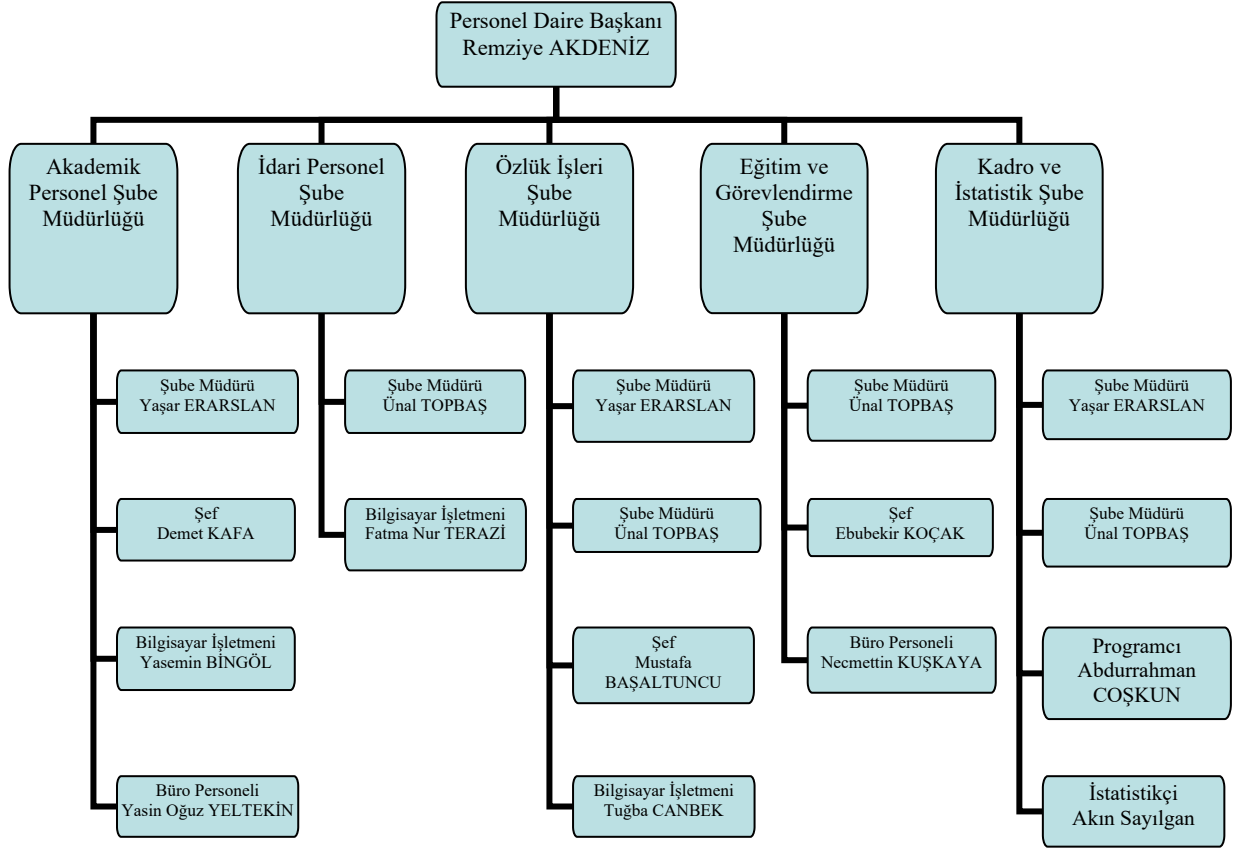 Personel Daire Başkanı
Remziye AKDENİZ
Akademik
Personel Şube
Müdürlüğü
İdari Personel
Şube
Müdürlüğü
Özlük İşleri
Şube
Müdürlüğü
Eğitim ve
Görevlendirme
Şube
Müdürlüğü
Kadro ve
İstatistik Şube
Müdürlüğü
Şube Müdürü
Yaşar ERARSLAN
Şef
Demet KAFA
Bilgisayar İşletmeni
Yasemin BİNGÖL
Büro Personeli
Yasin Oğuz YELTEKİN
Şube Müdürü
Ünal TOPBAŞ
Bilgisayar İşletmeni
Fatma Nur TERAZİ
Şube Müdürü
Yaşar ERARSLAN
Şube Müdürü
Ünal TOPBAŞ
Şef
Mustafa
BAŞALTUNCU
Bilgisayar İşletmeni
Tuğba CANBEK
Şube Müdürü
Ünal TOPBAŞ
Şef
Ebubekir KOÇAK
Büro Personeli
Necmettin KUŞKAYA
Şube Müdürü
Yaşar ERARSLAN
Şube Müdürü
Ünal TOPBAŞ
Programcı
Abdurrahman
COŞKUN
İstatistikçi
Akın Sayılgan